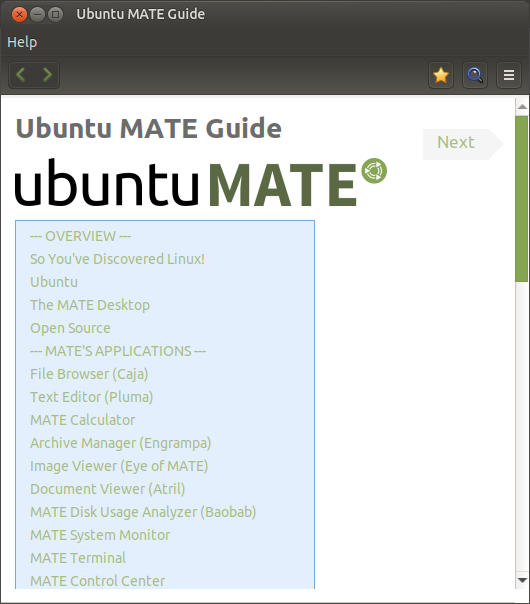 Ubuntu MATE Guide
Help
Ubuntu MATE Guide
Next
ubuntu MATE
--- OVERVIEW ---
So You've Discovered Linux!
Ubuntu
The MATE Desktop
Open Source
--- MATE'S APPLICATIONS ---
File Browser (Caja)
Text Editor (Pluma)
MATE Calculator
Archive Manager (Engrampa)
Image Viewer (Eye of MATE)
Document Viewer (Atril)
MATE Disk Usage Analyzer (Baobab)
MATE System Monitor
MATE Terminal
MATE Control Center